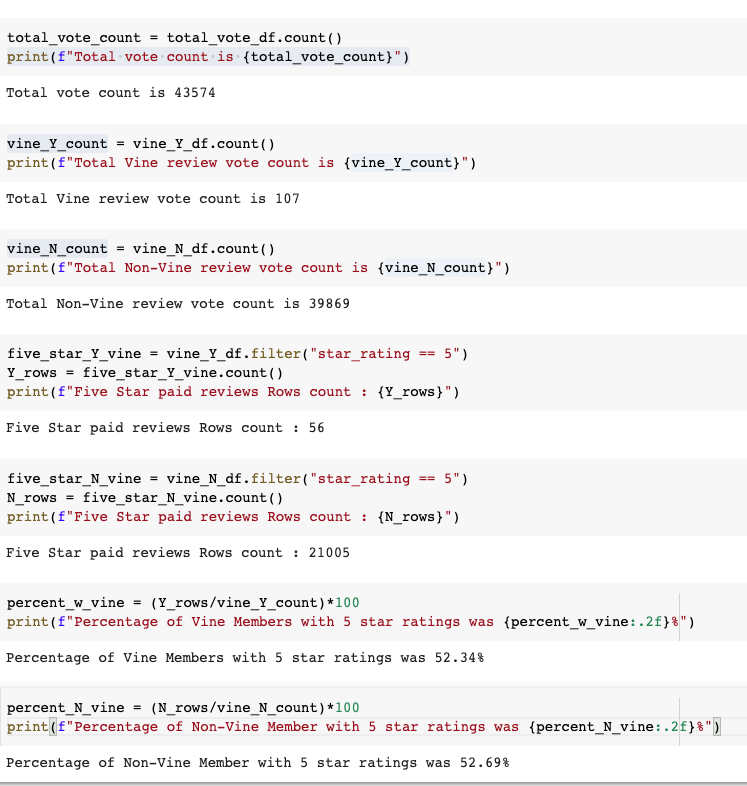 total_vote_count = total_vote_df.count()
print(f"Total vote count is {total_vote_count}")
Total vote count is 43574
vine_Y_count = vine_Y_df.count()
print(f"Total Vine review vote count is {vine_Y_count}")
Total Vine review vote count is 107
vine_N_count = vine_N_df.count()
print(f"Total Non-Vine review vote count is {vine_N_count}")
Total Non-Vine review vote count is 39869
five_star_Y_vine = vine_Y_df.filter("star_rating == 5")
Y_rows = five_star_Y_vine.count()
print(f"Five Star paid reviews Rows count : {Y_rows}")
Five Star paid reviews Rows count : 56
five_star_N_vine = vine_N_df.filter("star_rating == 5")
N_rows = five_star_N_vine.count()
print(f"Five Star paid reviews Rows count : {N_rows}")
Five Star paid reviews Rows count : 21005
percent_w_vine = (Y_rows/vine_Y_count)*100
print(f"Percentage of Vine Members with 5 star ratings was {percent_w_vine:.2f}%")
Percentage of Vine Members with 5 star ratings was 52.34%
percent_N_vine = (N_rows/vine_N_count)*100
print(f"Percentage of Non-Vine Member with 5 star ratings was {percent_N_vine:.2f}%")
Percentage of Non-Vine Member with 5 star ratings was 52.69%